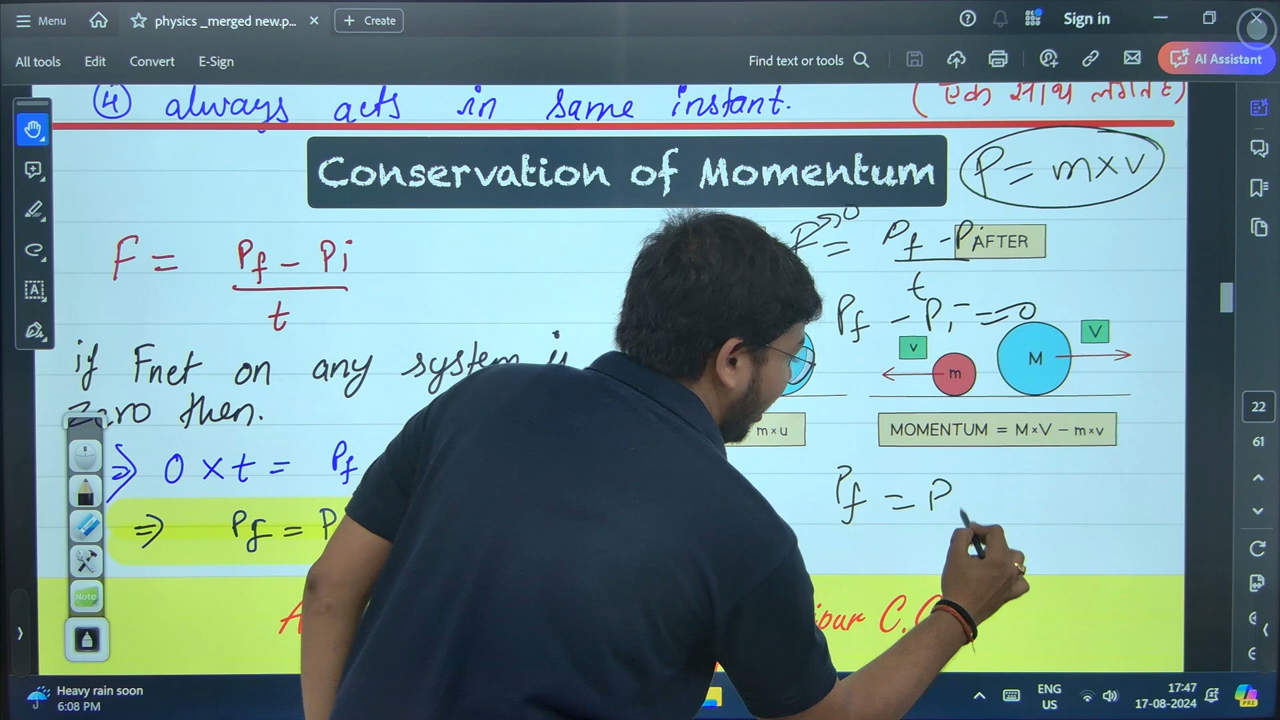 Menu
physics _merged new.p...
Create
Sign in
All tools
Edit
Convert
E-Sign
Find text or tools
AI Assistant
④ always acts in same instant.
Conservation of Momentum
P = m×v
F = Pf - Pi / t
AFTER
Pf - Pi = 0
if Fnet on any system is
zero then.
v
V
m
M
m×u
MOMENTUM = M×V − m×v
⇒ 0 × t = Pf
⇒ Pf = P
Pf = P
Note
22
61
Heavy rain soon
6:08 PM
ENG
US
17:47
17-08-2024